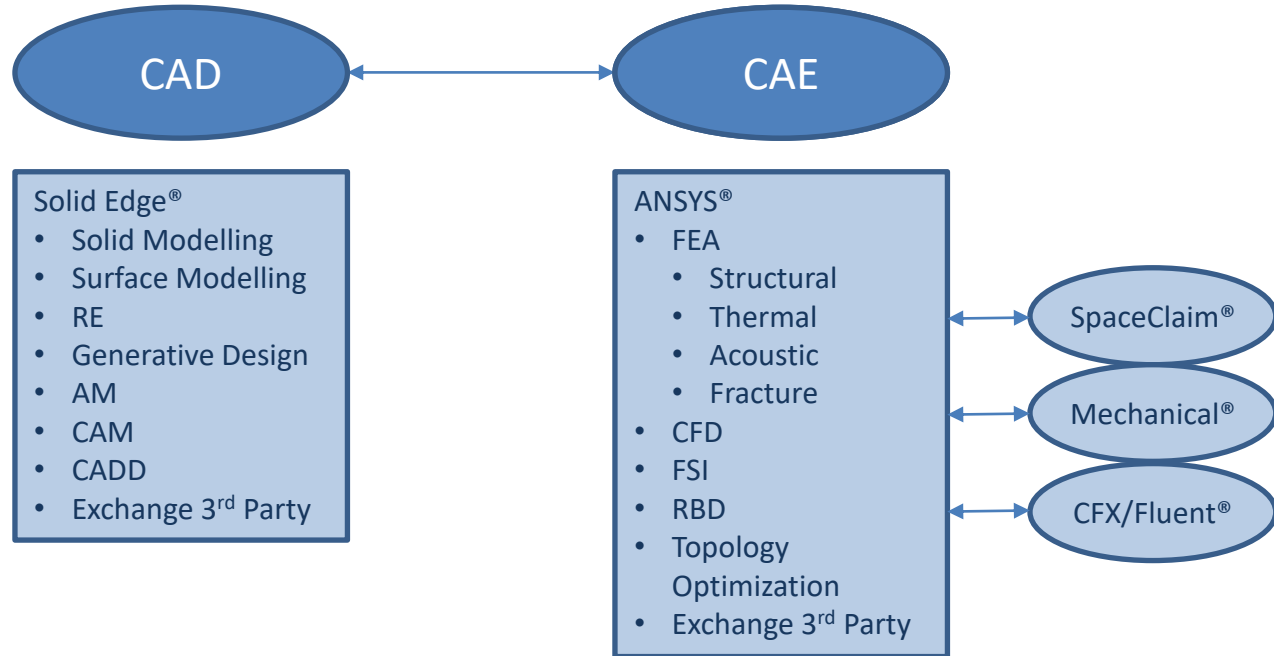 CAD
CAE
Solid Edge®
• Solid Modelling
• Surface Modelling
• RE
• Generative Design
• AM
• CAM
• CADD
• Exchange 3rd Party
ANSYS®
• FEA
• Structural
• Thermal
• Acoustic
• Fracture
• CFD
• FSI
• RBD
• Topology
Optimization
• Exchange 3rd Party
SpaceClaim®
Mechanical®
CFX/Fluent®